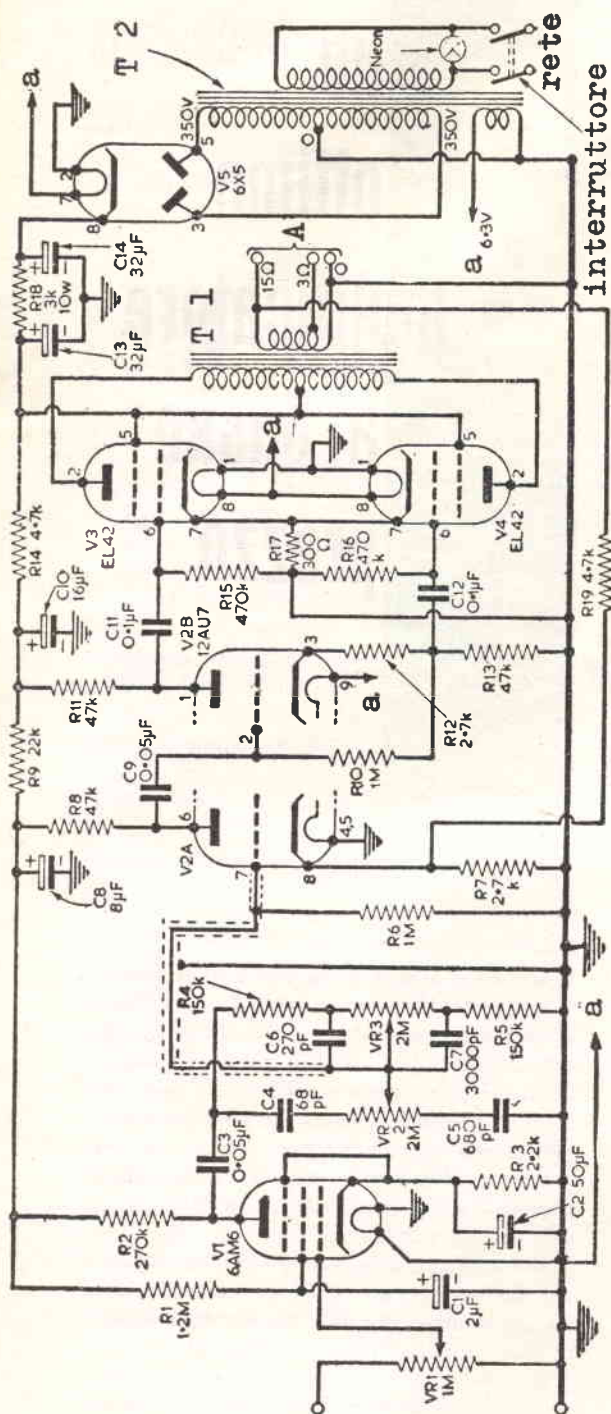 VR1
1M
R1
1·2M
C1
2µF
+
−
R2
270k
V1
6AM6
C2 50µF
+
−
R3
2·2k
C3
0·05µF
C4
68
pF
VR
2
2M
C5
680
pF
R4
150k
C6
270
pF
VR3
2M
C7
3000pF
R5
150k
a
R6
1M
C8
8µF
+
−
R8
47k
V2A
6
7
8
4,5
R7
2·7
k
C9
0·05µF
R9 22k
R10
1M
R11
47k
V2B
12AU7
1
2
3
9
a
R12
2·7k
R13
47k
C10
16µF
+
−
C11
0·1µF
C12
0·1µF
R14 4·7k
R15
470k
R16
470
k
R17
300
Ω
V3
EL42
2
5
6
7
8
1
a
V4
EL42
1
8
7
6
5
2
R19 4·7k
C13
32µF
+
−
R18
3k
10w
C14
32µF
+
−
T 1
15Ω
3Ω
O
A
V5
6X5
8
7
2
3
5
a
T 2
350V
O
350V
a
6·3V
Neon
rete
interruttore